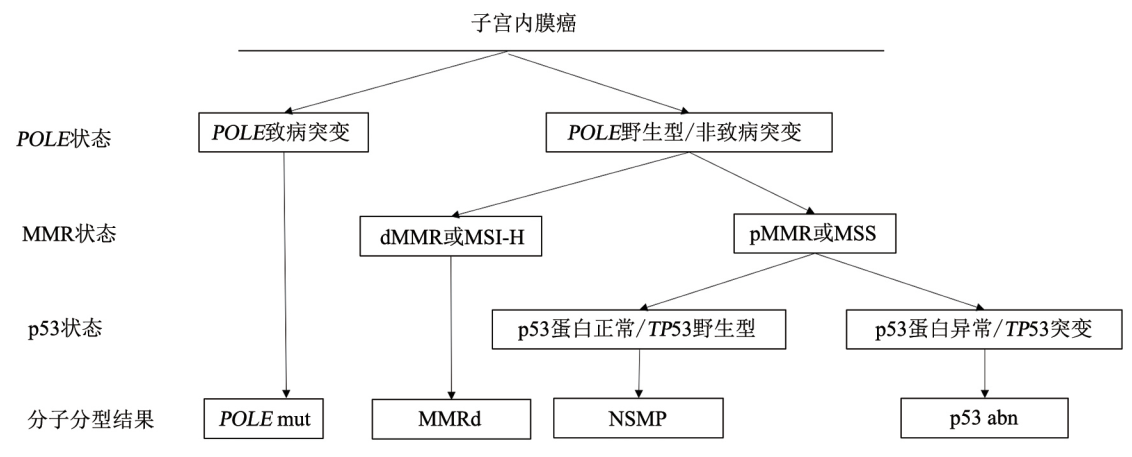 子宫内膜癌
POLE状态
POLE致病突变
POLE野生型/非致病突变
MMR状态
dMMR或MSI-H
pMMR或MSS
p53状态
p53蛋白正常/TP53野生型
p53蛋白异常/TP53突变
分子分型结果
POLE mut
MMRd
NSMP
p53 abn